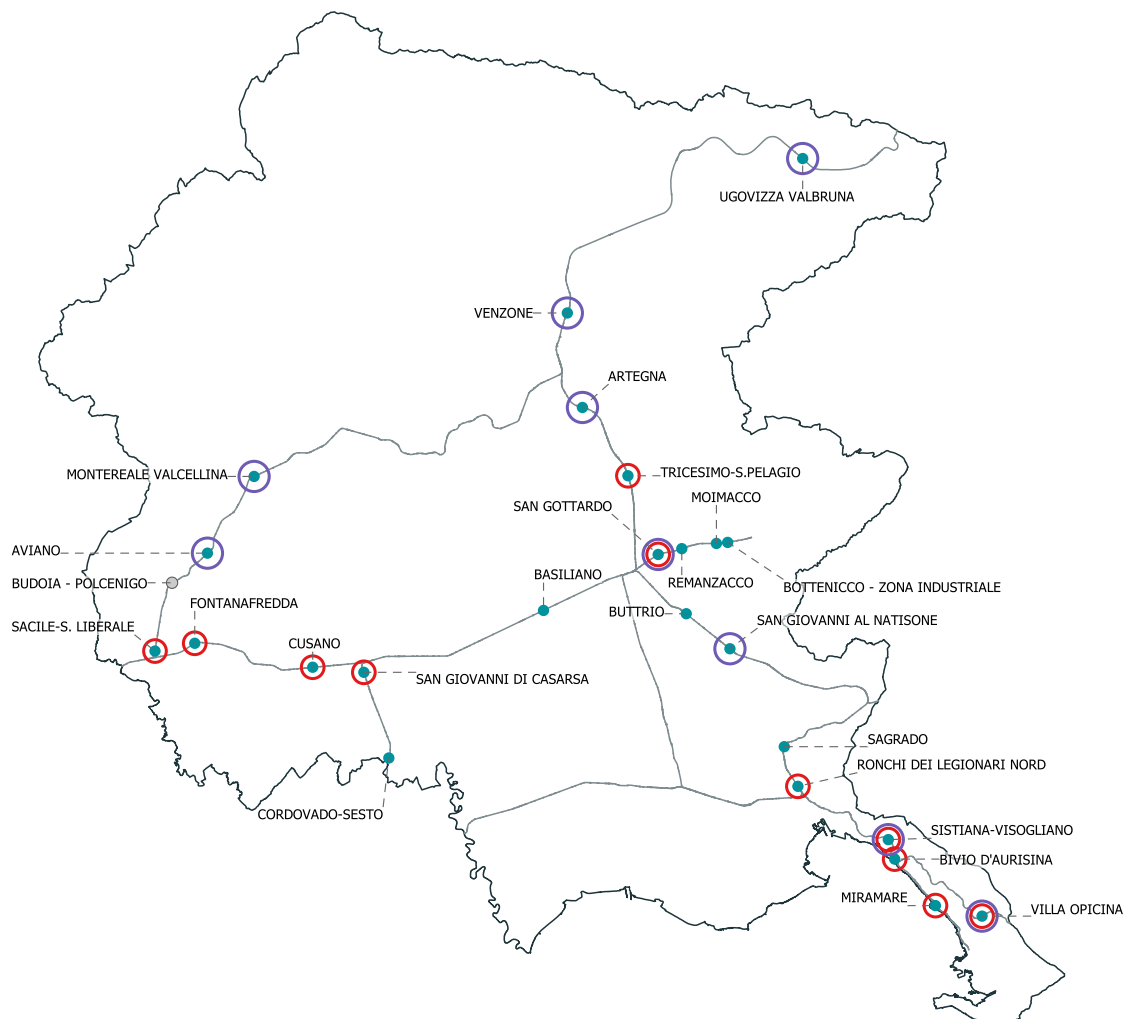 UGOVIZZA VALBRUNA
VENZONE
ARTEGNA
MONTEREALE VALCELLINA
TRICESIMO-S.PELAGIO
MOIMACCO
SAN GOTTARDO
AVIANO
BASILIANO
REMANZACCO
BUDOIA - POLCENIGO
BOTTENICCO - ZONA INDUSTRIALE
FONTANAFREDDA
BUTTRIO
SAN GIOVANNI AL NATISONE
SACILE-S. LIBERALE
CUSANO
SAN GIOVANNI DI CASARSA
SAGRADO
RONCHI DEI LEGIONARI NORD
CORDOVADO-SESTO
SISTIANA-VISOGLIANO
BIVIO D'AURISINA
MIRAMARE
VILLA OPICINA